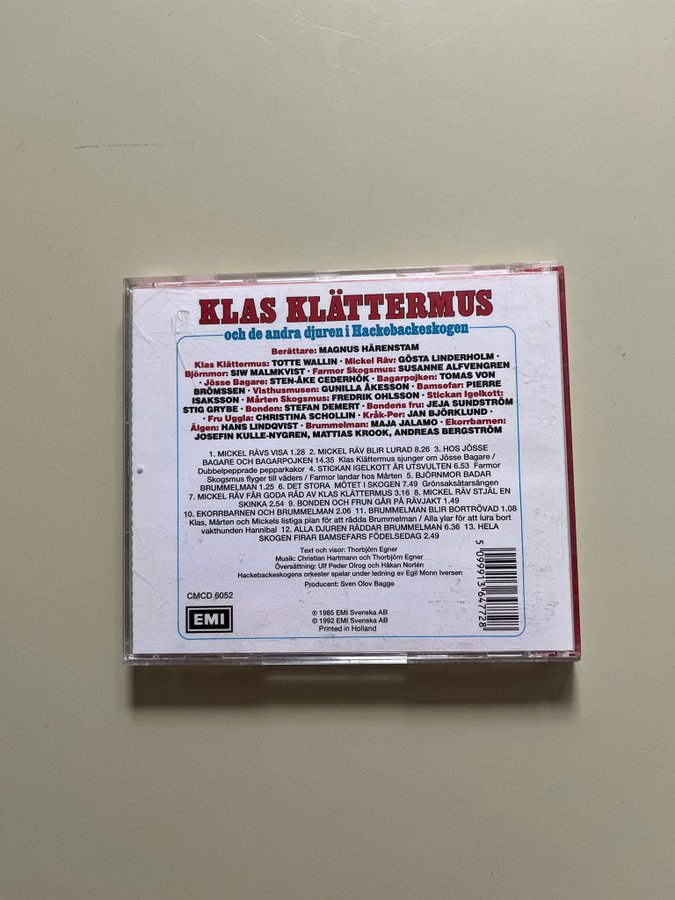 KLAS KLÄTTERMUS
och de andra djuren i Hackebackeskogen
Berättare: MAGNUS HÄRENSTAM
Klas Klättermus: TOTTE WALLIN · Mickel Räv: GÖSTA LINDERHOLM ·
Björnmor: SIW MALMKVIST · Farmor Skogsmus: SUSANNE ALFVENGREN
· Jösse Bagare: STEN-ÅKE CEDERHÖK · Bagarpojken: TOMAS VON
BRÖMSSEN · Visthusmusen: GUNILLA ÅKESSON · Bamsefar: PIERRE
ISAKSSON · Mårten Skogsmus: FREDRIK OHLSSON · Stickan Igelkott:
STIG GRYBE · Bonden: STEFAN DEMERT · Bondens fru: JEJA SUNDSTRÖM
· Fru Uggla: CHRISTINA SCHOLLIN · Kråk-Per: JAN BJÖRKLUND ·
Älgen: HANS LINDQVIST · Brummelman: MAJA JALAMO · Ekorrbarnen:
JOSEFIN KULLE-NYGREN, MATTIAS KROOK, ANDREAS BERGSTRÖM
1. MICKEL RÄVS VISA 1.28 2. MICKEL RÄV BLIR LURAD 8.26 3. HOS JÖSSE
BAGARE OCH BAGARPOJKEN 14.35 Klas Klättermus sjunger om Jösse Bagare /
Dubbelpepprade pepparkakor 4. STICKAN IGELKOTT ÄR UTSVULTEN 6.53 Farmor
Skogsmus flyger till väders / Farmor landar hos Mårten 5. BJÖRNMOR BADAR
BRUMMELMAN 1.25 6. DET STORA MÖTET I SKOGEN 7.49 Grönsaksätarsången
7. MICKEL RÄV FÅR GODA RÅD AV KLAS KLÄTTERMUS 3.16 8. MICKEL RÄV STJÄL EN
SKINKA 2.54 9. BONDEN OCH FRUN GÅR PÅ RÄVJAKT 1.49
10. EKORRBARNEN OCH BRUMMELMAN 2.06 11. BRUMMELMAN BLIR BORTRÖVAD 1.08
Klas, Mårten och Mickels listiga plan för att rädda Brummelman / Alla ylar för att lura bort
vakthunden Hannibal 12. ALLA DJUREN RÄDDAR BRUMMELMAN 6.36 13. HELA
SKOGEN FIRAR BAMSEFARS FÖDELSEDAG 2.49
Text och visor: Thorbjörn Egner
Musik: Christian Hartmann och Thorbjörn Egner
Översättning: Ulf Peder Olrog och Håkan Norlén
Hackebackeskogens orkester spelar under ledning av Egil Monn Iversen
Producent: Sven Olov Bagge
CMCD 6052
EMI
℗ 1985 EMI Svenska AB
© 1992 EMI Svenska AB
Printed in Holland
5 099913 647728